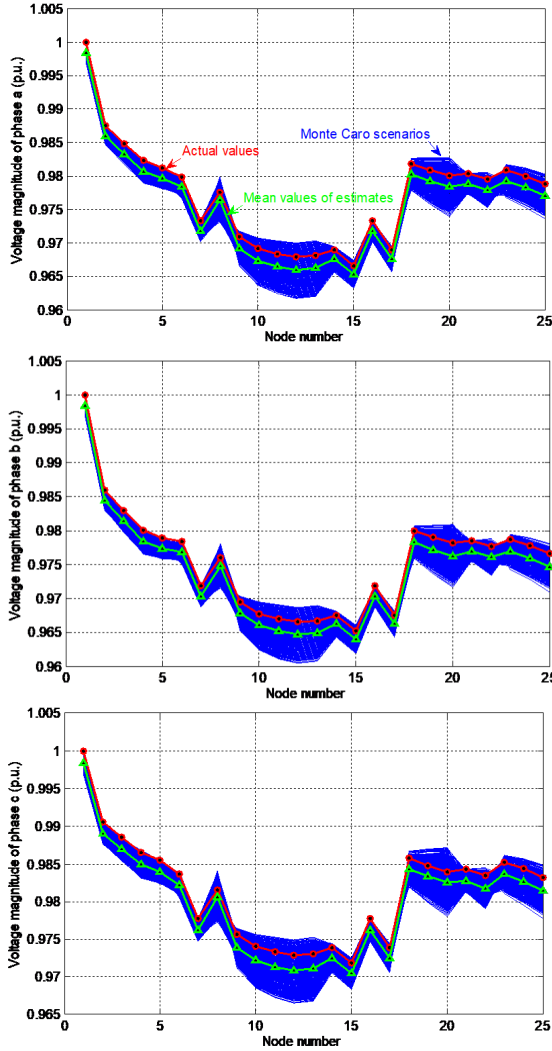 1.005
1
0.995
0.99
0.985
0.98
0.975
0.97
0.965
0.96
Voltage magnitude of phase a (p.u.)
Monte Caro scenarios
Actual values
Mean values of estimates
0 5 10 15 20 25
Node number
1.005
1
0.995
0.99
0.985
0.98
0.975
0.97
0.965
0.96
Voltage magnitude of phase b (p.u.)
0 5 10 15 20 25
Node number
1.005
1
0.995
0.99
0.985
0.98
0.975
0.97
0.965
Voltage magnitude of phase c (p.u.)
0 5 10 15 20 25
Node number